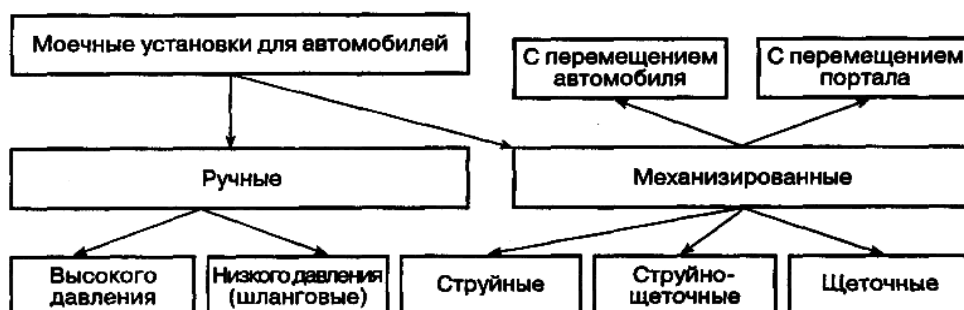 Моечные установки для автомобилей
С перемещением
автомобиля
С перемещением
портала
Ручные
Механизированные
Высокого
давления
Низкого давления
(шланговые)
Струйные
Струйно-
щеточные
Щеточные